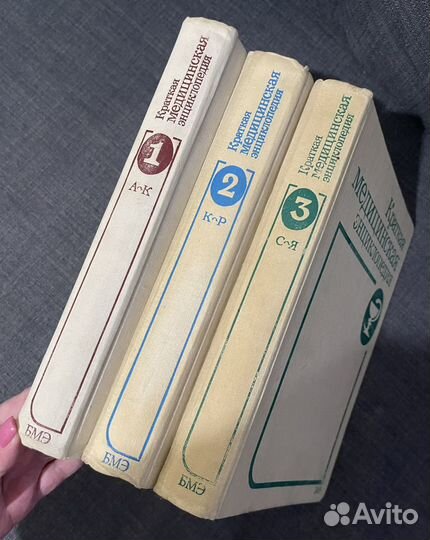 Краткая
медицинская
энциклопедия
1
А~К
БМЭ
Краткая
медицинская
энциклопедия
2
К~Р
БМЭ
Краткая
медицинская
энциклопедия
3
С~Я
БМЭ
Краткая
медицинская
энциклопедия
Avito